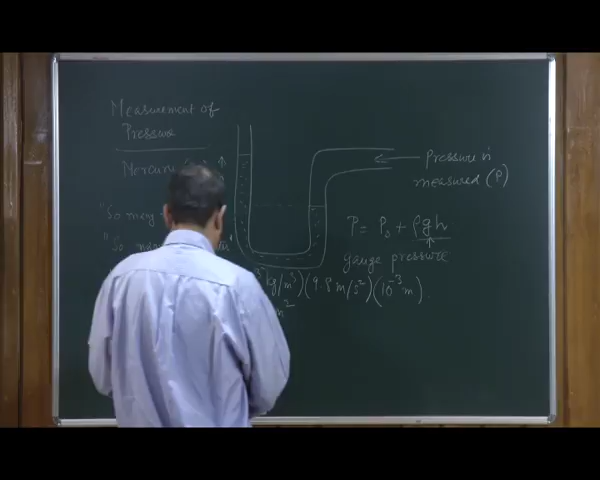 Measurement of
Pressure
Mercury
"So many
"So
Pressure is
measured (P)
P = P₀ + ρgh
gauge pressure
kg/m³)(9.8 m/s²)(10⁻³ m).